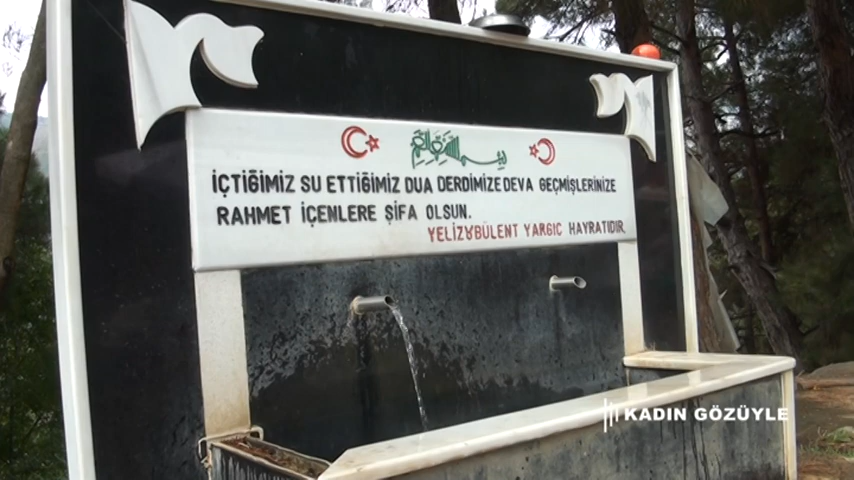 بسم الله الرحمن الرحيم
İÇTİĞİMİZ SU ETTİĞİMİZ DUA DERDİMİZE DEVA GEÇMİŞLERİNİZE
RAHMET İÇENLERE ŞİFA OLSUN.
YELİZ&BÜLENT YARGIC HAYRATIDIR
KADIN GÖZÜYLE